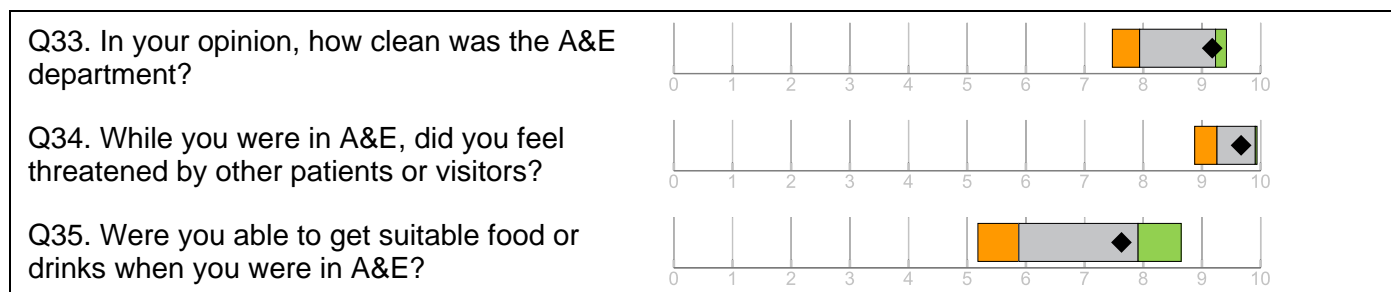 Q33. In your opinion, how clean was the A&E
department?
0 1 2 3 4 5 6 7 8 9 10
Q34. While you were in A&E, did you feel
threatened by other patients or visitors?
0 1 2 3 4 5 6 7 8 9 10
Q35. Were you able to get suitable food or
drinks when you were in A&E?
0 1 2 3 4 5 6 7 8 9 10